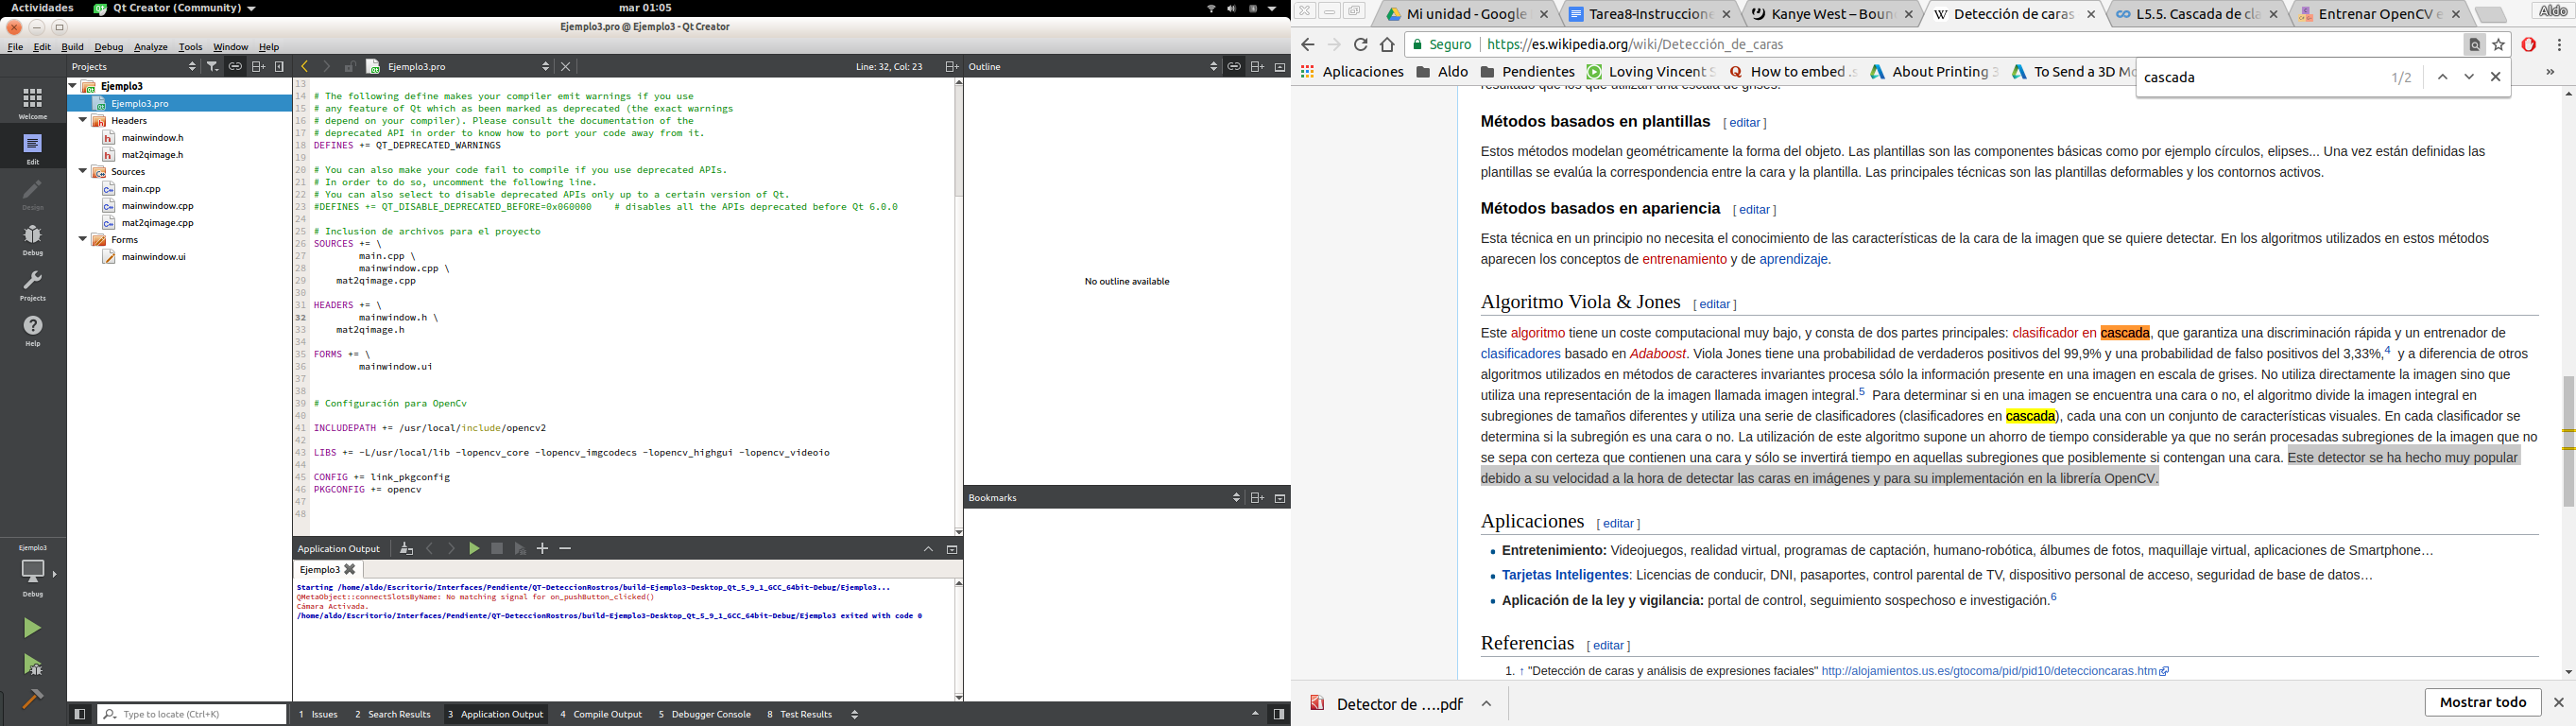 Actividades
Qt Creator (Community)
mar 01:05
Ejemplo3.pro @ Ejemplo3 - Qt Creator
File Edit Build Debug Analyze Tools Window Help
Projects
Ejemplo3.pro
Line: 32, Col: 23
Outline
Welcome
Edit
Design
Debug
Projects
Help
Ejemplo3
Debug
Ejemplo3
Ejemplo3.pro
Headers
mainwindow.h
mat2qimage.h
Sources
main.cpp
mainwindow.cpp
mat2qimage.cpp
Forms
mainwindow.ui
13
14 # The following define makes your compiler emit warnings if you use
15 # any feature of Qt which as been marked as deprecated (the exact warnings
16 # depend on your compiler). Please consult the documentation of the
17 # deprecated API in order to know how to port your code away from it.
18 DEFINES += QT_DEPRECATED_WARNINGS
19
20 # You can also make your code fail to compile if you use deprecated APIs.
21 # In order to do so, uncomment the following line.
22 # You can also select to disable deprecated APIs only up to a certain version of Qt.
23 #DEFINES += QT_DISABLE_DEPRECATED_BEFORE=0x060000 # disables all the APIs deprecated before Qt 6.0.0
24
25 # Inclusion de archivos para el proyecto
26 SOURCES += \
27 main.cpp \
28 mainwindow.cpp \
29 mat2qimage.cpp
30
31 HEADERS += \
32 mainwindow.h \
33 mat2qimage.h
34
35 FORMS += \
36 mainwindow.ui
37
38
39 # Configuración para OpenCv
40
41 INCLUDEPATH += /usr/local/include/opencv2
42
43 LIBS += -L/usr/local/lib -lopencv_core -lopencv_imgcodecs -lopencv_highgui -lopencv_videoio
44
45 CONFIG += link_pkgconfig
46 PKGCONFIG += opencv
47
48
No outline available
Bookmarks
Application Output
Ejemplo3
Starting /home/aldo/Escritorio/Interfaces/Pendiente/QT-DeteccionRostros/build-Ejemplo3-Desktop_Qt_5_9_1_GCC_64bit-Debug/Ejemplo3...
QMetaObject::connectSlotsByName: No matching signal for on_pushButton_clicked()
Cámara Activada.
/home/aldo/Escritorio/Interfaces/Pendiente/QT-DeteccionRostros/build-Ejemplo3-Desktop_Qt_5_9_1_GCC_64bit-Debug/Ejemplo3 exited with code 0
Type to locate (Ctrl+K)
1 Issues 2 Search Results 3 Application Output 4 Compile Output 5 Debugger Console 8 Test Results
Mi unidad - Google
Tarea8-Instruccione
Kanye West – Boun
Detección de caras
L5.5. Cascada de cla
Entrenar OpenCV e
Aldo
Seguro
https://es.wikipedia.org/wiki/Detección_de_caras
Aplicaciones Aldo Pendientes Loving Vincent S How to embed .s About Printing 3 To Send a 3D Mo
cascada 1/2
resultado que los que utilizan una escala de grises.
Métodos basados en plantillas [ editar ]
Estos métodos modelan geométricamente la forma del objeto. Las plantillas son las componentes básicas como por ejemplo círculos, elipses... Una vez están definidas las
plantillas se evalúa la correspondencia entre la cara y la plantilla. Las principales técnicas son las plantillas deformables y los contornos activos.
Métodos basados en apariencia [ editar ]
Esta técnica en un principio no necesita el conocimiento de las características de la cara de la imagen que se quiere detectar. En los algoritmos utilizados en estos métodos
aparecen los conceptos de entrenamiento y de aprendizaje.
Algoritmo Viola & Jones [ editar ]
Este algoritmo tiene un coste computacional muy bajo, y consta de dos partes principales: clasificador en cascada, que garantiza una discriminación rápida y un entrenador de
clasificadores basado en Adaboost. Viola Jones tiene una probabilidad de verdaderos positivos del 99,9% y una probabilidad de falso positivos del 3,33%,4 y a diferencia de otros
algoritmos utilizados en métodos de caracteres invariantes procesa sólo la información presente en una imagen en escala de grises. No utiliza directamente la imagen sino que
utiliza una representación de la imagen llamada imagen integral.5 Para determinar si en una imagen se encuentra una cara o no, el algoritmo divide la imagen integral en
subregiones de tamaños diferentes y utiliza una serie de clasificadores (clasificadores en cascada), cada una con un conjunto de características visuales. En cada clasificador se
determina si la subregión es una cara o no. La utilización de este algoritmo supone un ahorro de tiempo considerable ya que no serán procesadas subregiones de la imagen que no
se sepa con certeza que contienen una cara y sólo se invertirá tiempo en aquellas subregiones que posiblemente si contengan una cara. Este detector se ha hecho muy popular
debido a su velocidad a la hora de detectar las caras en imágenes y para su implementación en la librería OpenCV.
Aplicaciones [ editar ]
Entretenimiento: Videojuegos, realidad virtual, programas de captación, humano-robótica, álbumes de fotos, maquillaje virtual, aplicaciones de Smartphone…
Tarjetas Inteligentes: Licencias de conducir, DNI, pasaportes, control parental de TV, dispositivo personal de acceso, seguridad de base de datos…
Aplicación de la ley y vigilancia: portal de control, seguimiento sospechoso e investigación.6
Referencias [ editar ]
1. ↑ "Detección de caras y análisis de expresiones faciales" http://alojamientos.us.es/gtocoma/pid/pid10/deteccioncaras.htm
Detector de ....pdf
Mostrar todo